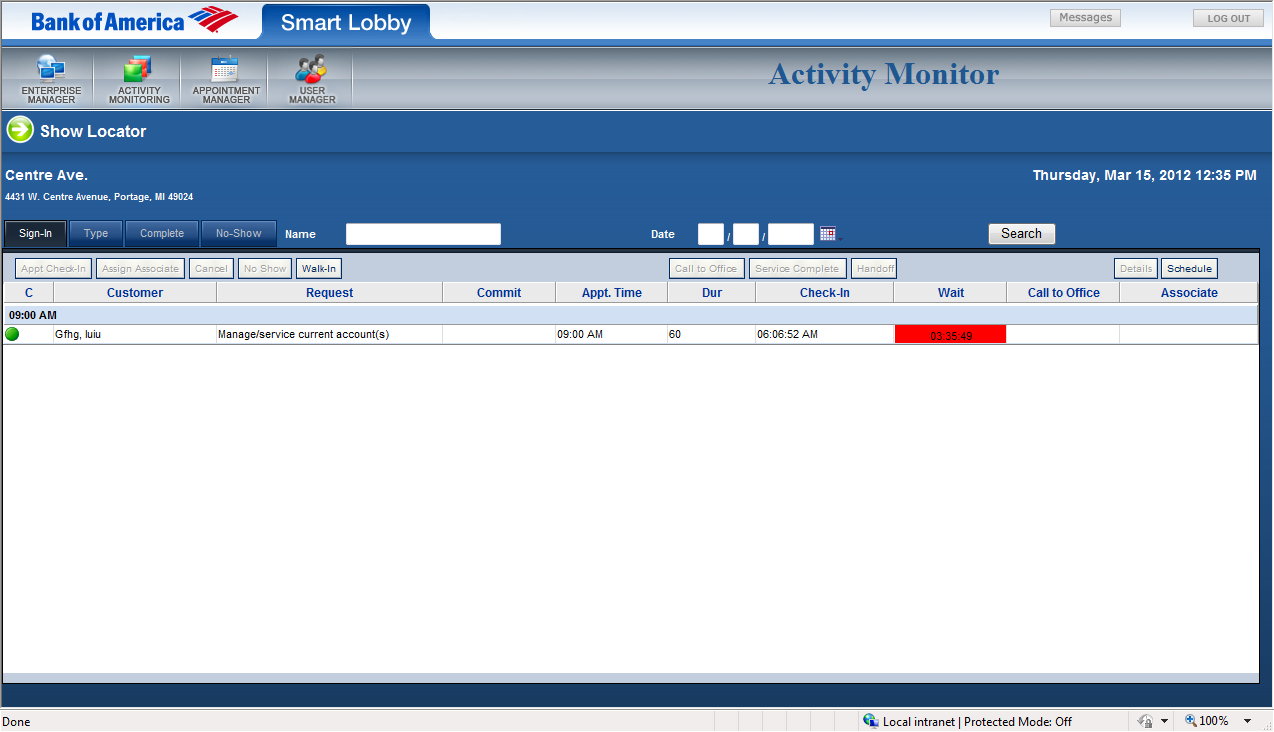 Bank of America Smart Lobby Messages LOG OUT
ENTERPRISE MANAGER ACTIVITY MONITORING APPOINTMENT MANAGER USER MANAGER Activity Monitor
Show Locator
Centre Ave. Thursday, Mar 15, 2012 12:35 PM
4431 W. Centre Avenue, Portage, MI 49024
Sign-In Type Complete No-Show Name Date / / Search
Appt Check-In Assign Associate Cancel No Show Walk-In Call to Office Service Complete Handoff Details Schedule
C Customer Request Commit Appt. Time Dur Check-In Wait Call to Office Associate
09:00 AM
Gfhg, luiu Manage/service current account(s) 09:00 AM 60 06:06:52 AM 03:35:49
Done Local intranet | Protected Mode: Off 100%